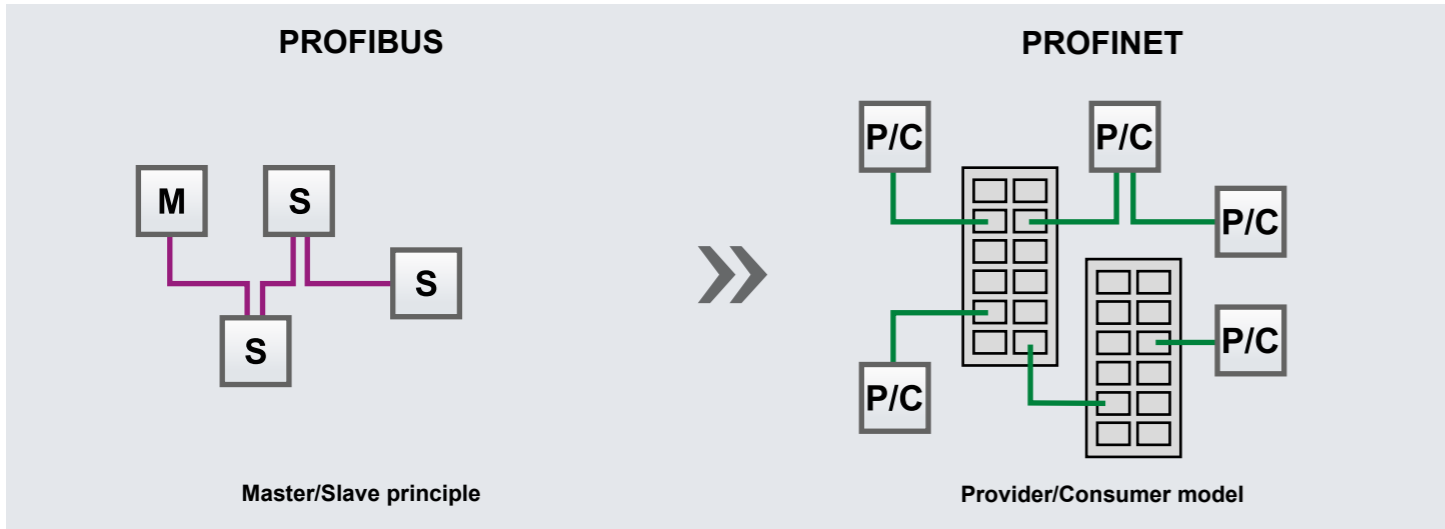 PROFIBUS
M
S
S
S
Master/Slave principle
PROFINET
P/C
P/C
P/C
P/C
P/C
Provider/Consumer model